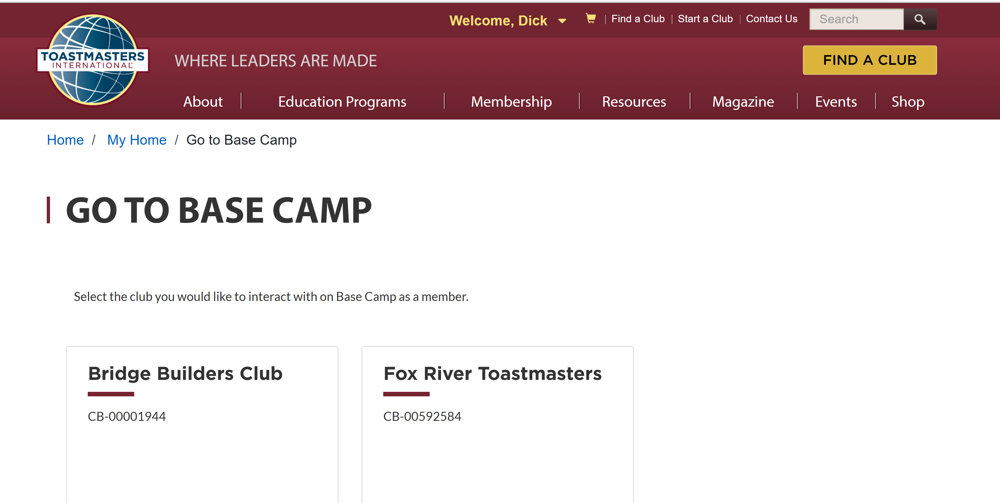 Welcome, Dick | Find a Club | Start a Club | Contact Us Search
TOASTMASTERS
INTERNATIONAL
WHERE LEADERS ARE MADE
FIND A CLUB
About | Education Programs | Membership | Resources | Magazine | Events | Shop
Home / My Home / Go to Base Camp
GO TO BASE CAMP
Select the club you would like to interact with on Base Camp as a member.
Bridge Builders Club
CB-00001944
Fox River Toastmasters
CB-00592584